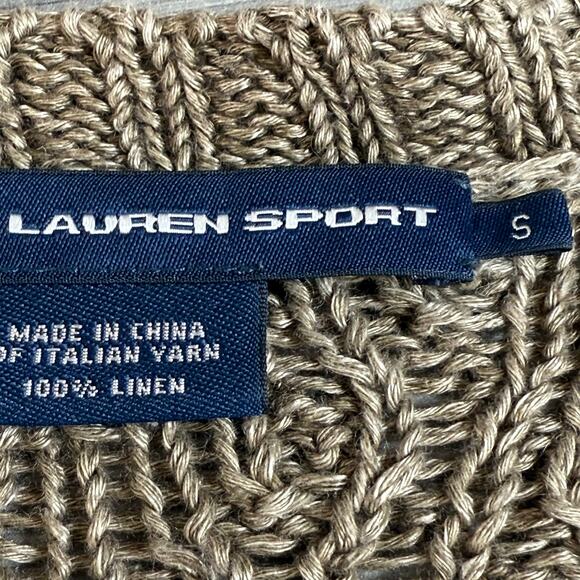 LAUREN SPORT
S
MADE IN CHINA
OF ITALIAN YARN
100% LINEN